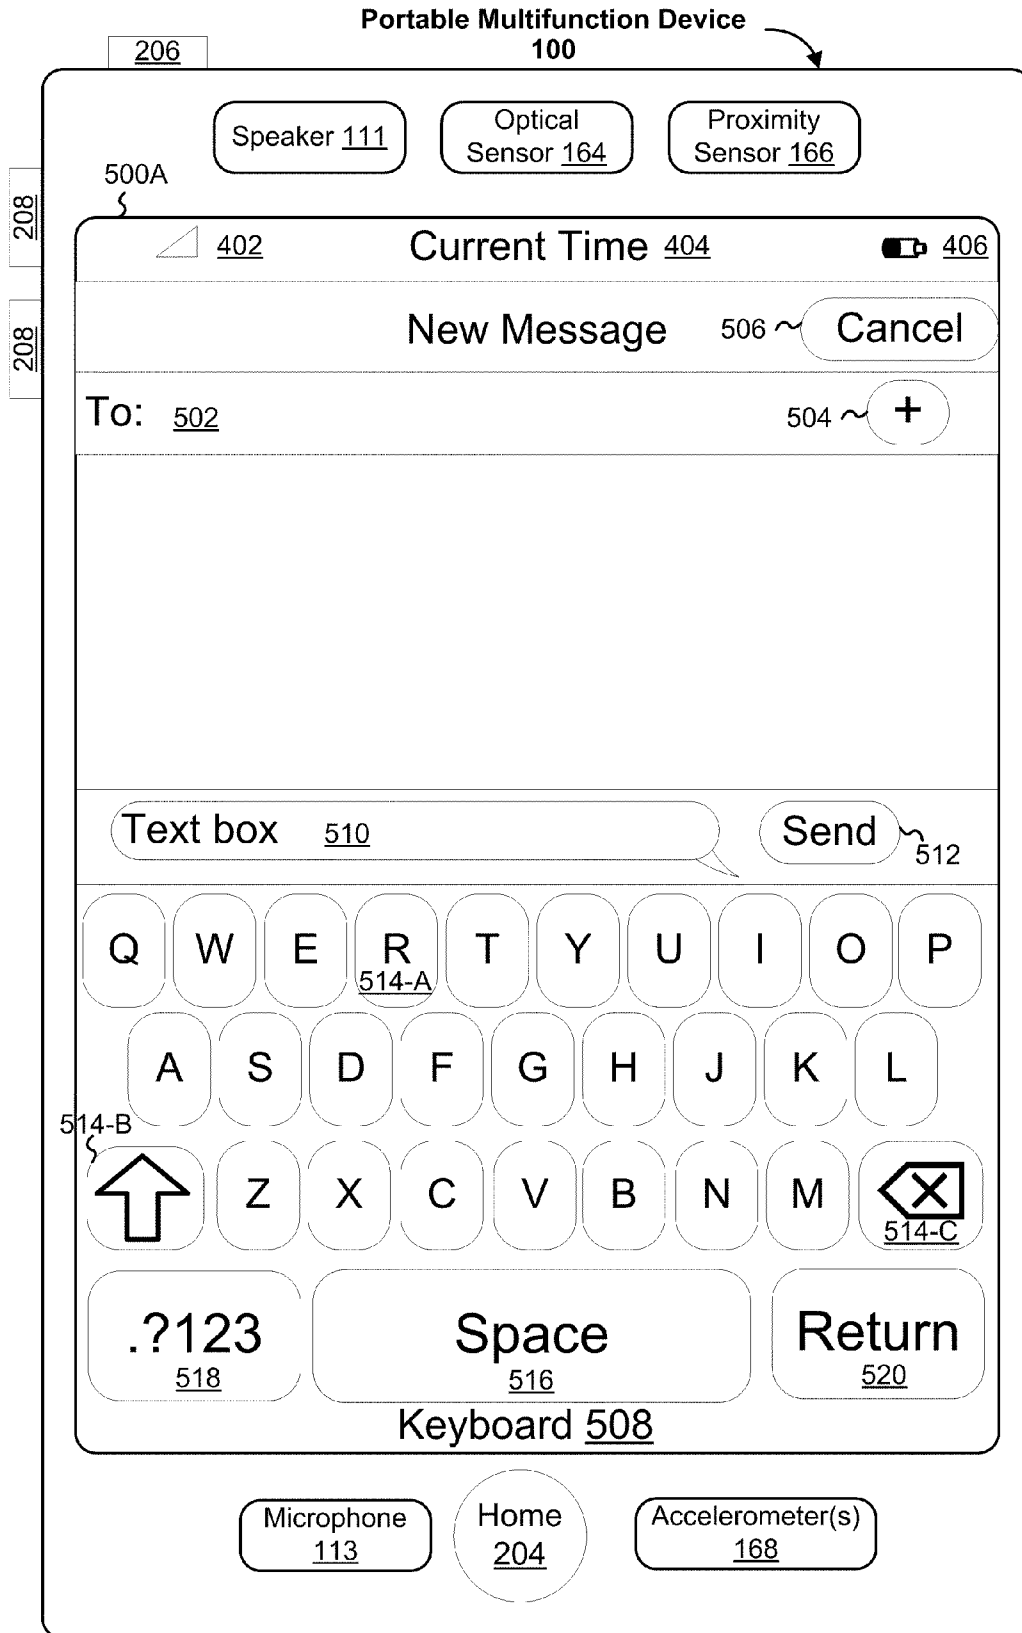 Portable Multifunction Device
100
206
Speaker 111
Optical
Sensor 164
Proximity
Sensor 166
500A
208
208
402
Current Time 404
406
New Message
506
Cancel
To: 502
504
+
Text box 510
Send
512
Q W E R T Y U I O P
514-A
A S D F G H J K L
514-B
Z X C V B N M
514-C
.?123
518
Space
516
Return
520
Keyboard 508
Microphone
113
Home
204
Accelerometer(s)
168